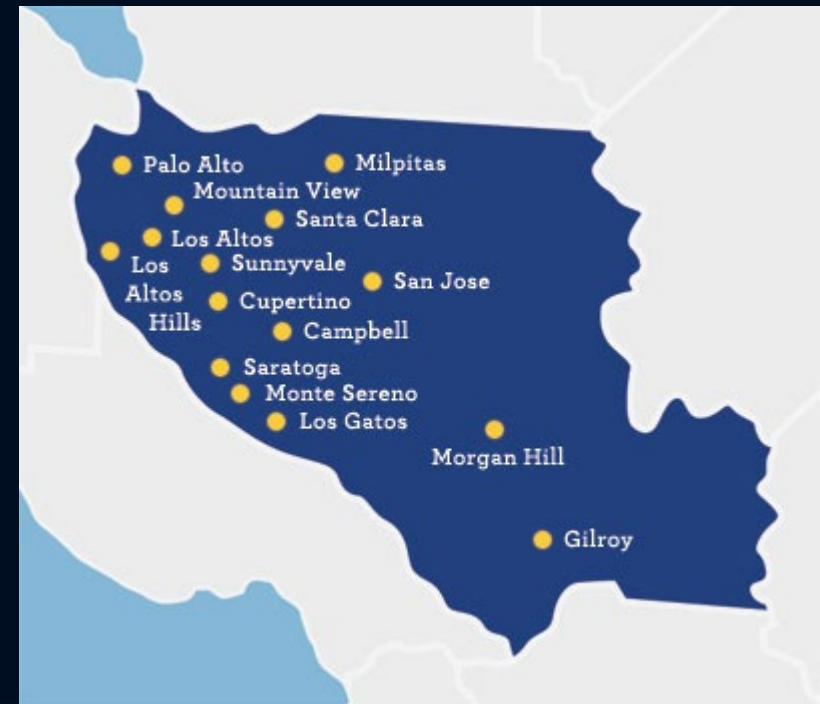 Palo Alto
Milpitas
Mountain View
Santa Clara
Los Altos
Los
Altos
Hills
Sunnyvale
San Jose
Cupertino
Campbell
Saratoga
Monte Sereno
Los Gatos
Morgan Hill
Gilroy